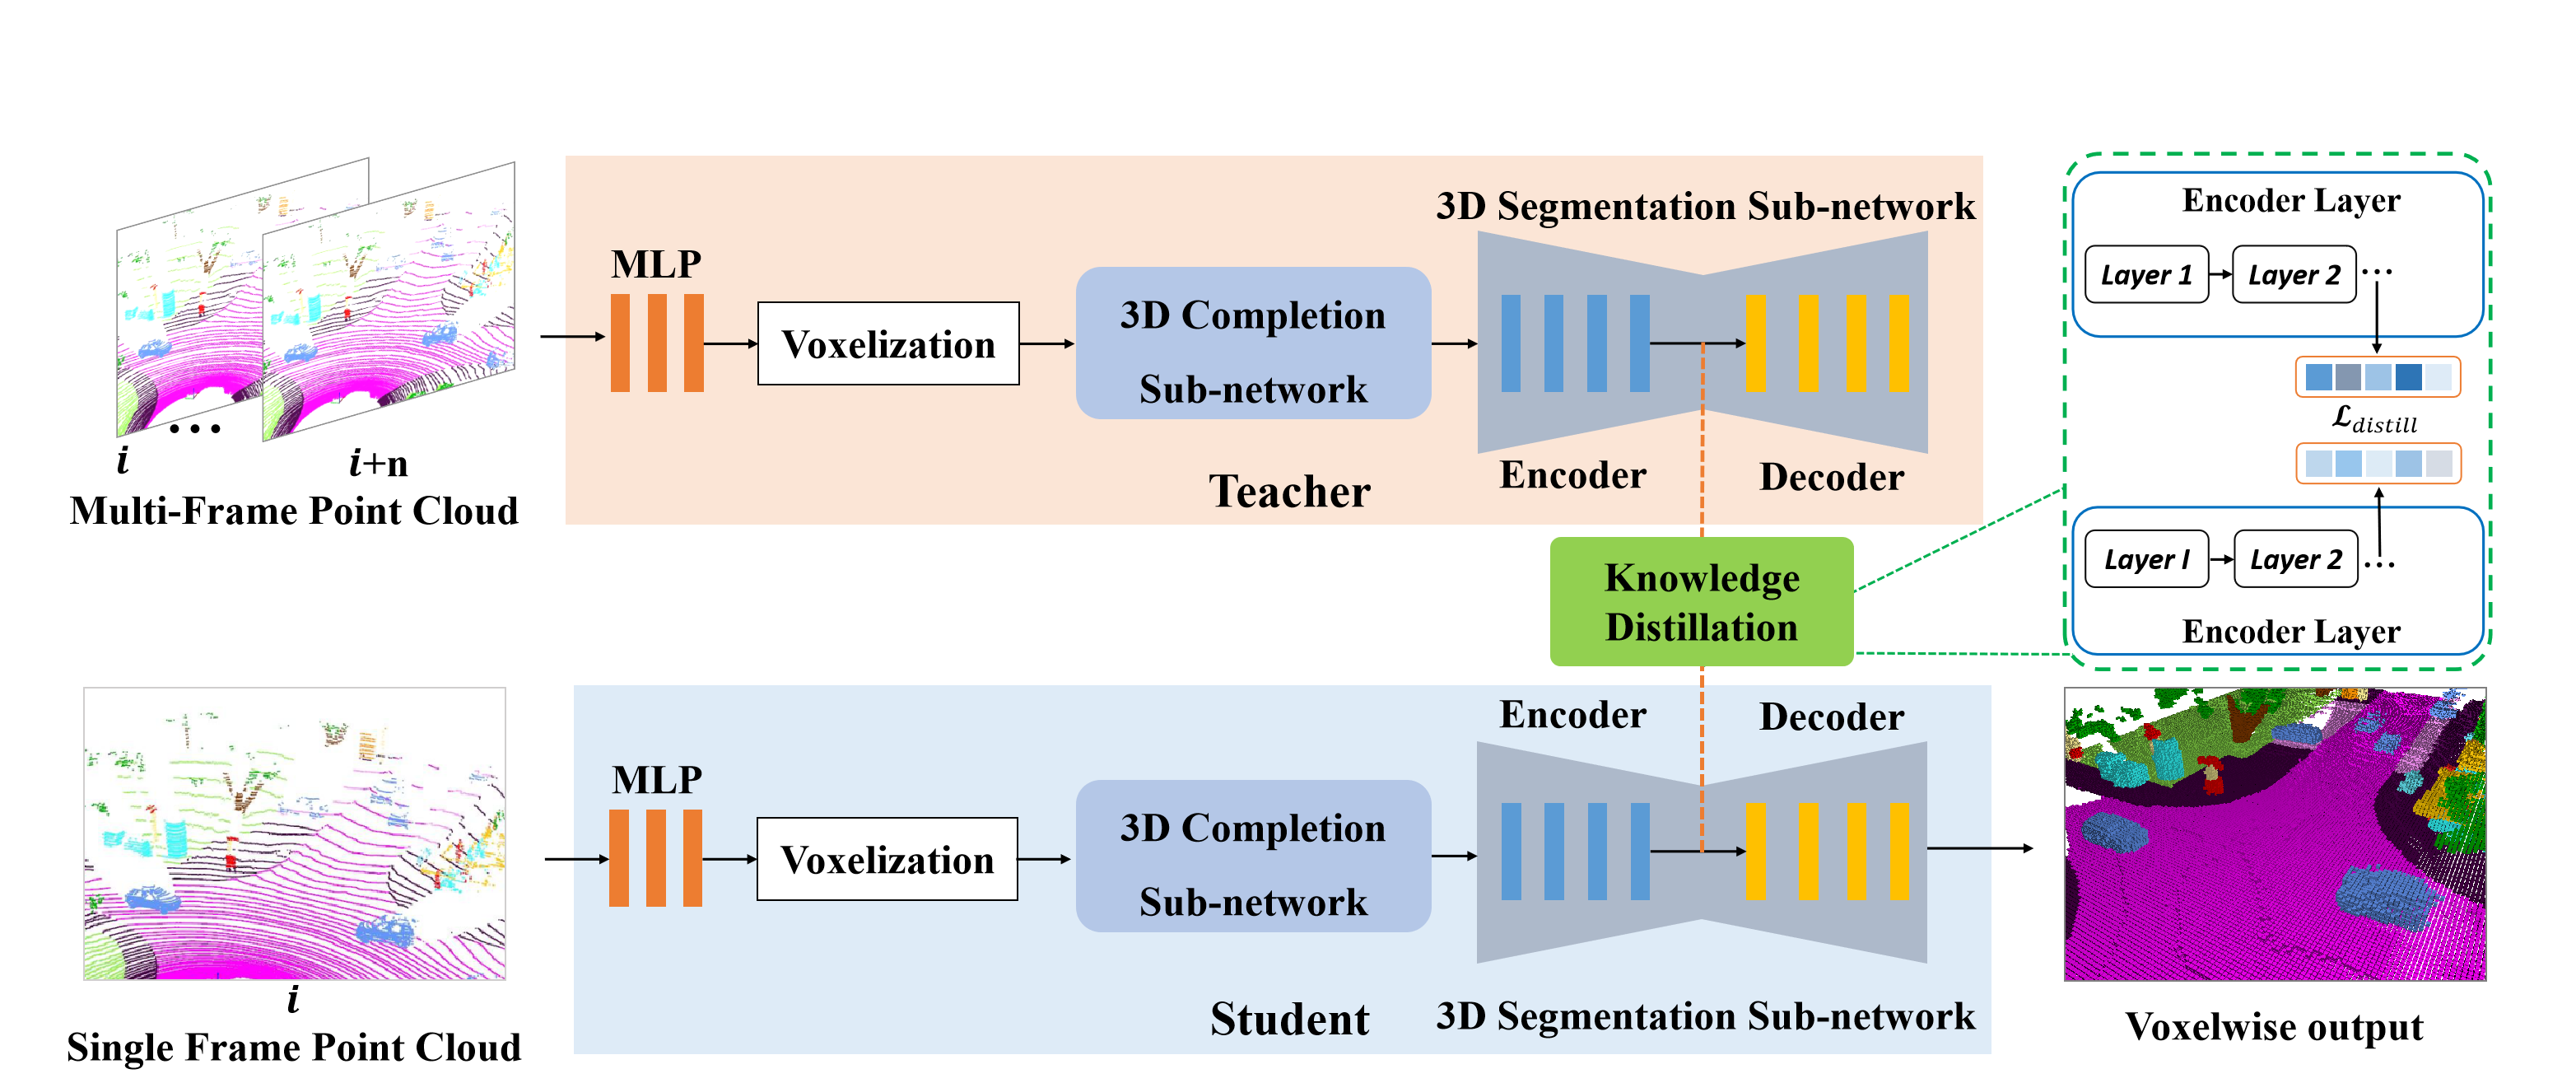 3D Segmentation Sub-network
MLP
Voxelization
3D Completion
Sub-network
Encoder
Decoder
Teacher
i
...
i+n
Multi-Frame Point Cloud
Encoder Layer
Layer 1
Layer 2
...
ℒdistill
Layer I
Layer 2
...
Encoder Layer
Knowledge
Distillation
Encoder
Decoder
MLP
Voxelization
3D Completion
Sub-network
Student
3D Segmentation Sub-network
i
Single Frame Point Cloud
Voxelwise output